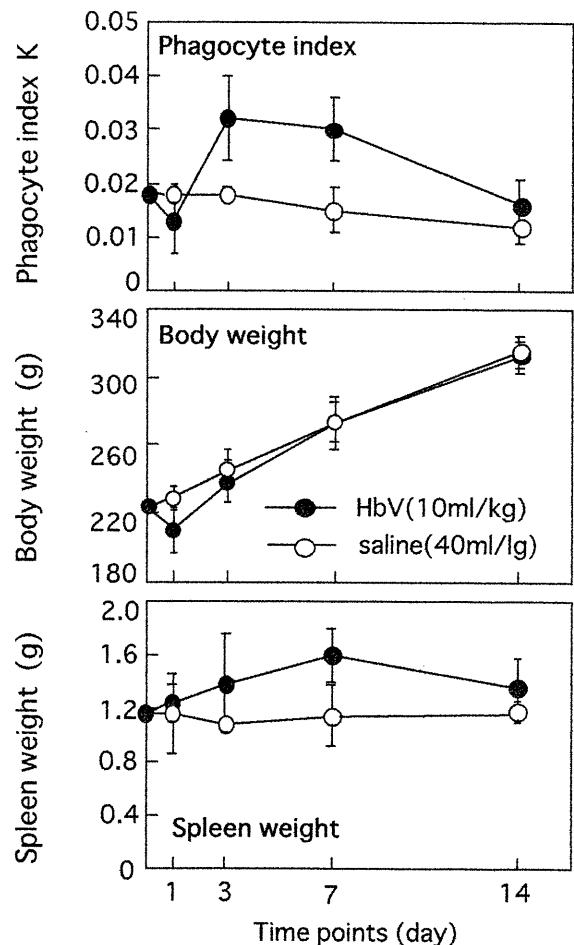 Phagocyte index K
0.05
0.04
0.03
0.02
0.01
0
Phagocyte index
Body weight (g)
340
300
260
220
180
Body weight
HbV(10ml/kg)
saline(40ml/lg)
Spleen weight (g)
2.0
1.6
1.2
0.8
0.4
0
Spleen weight
1 3 7 14
Time points (day)